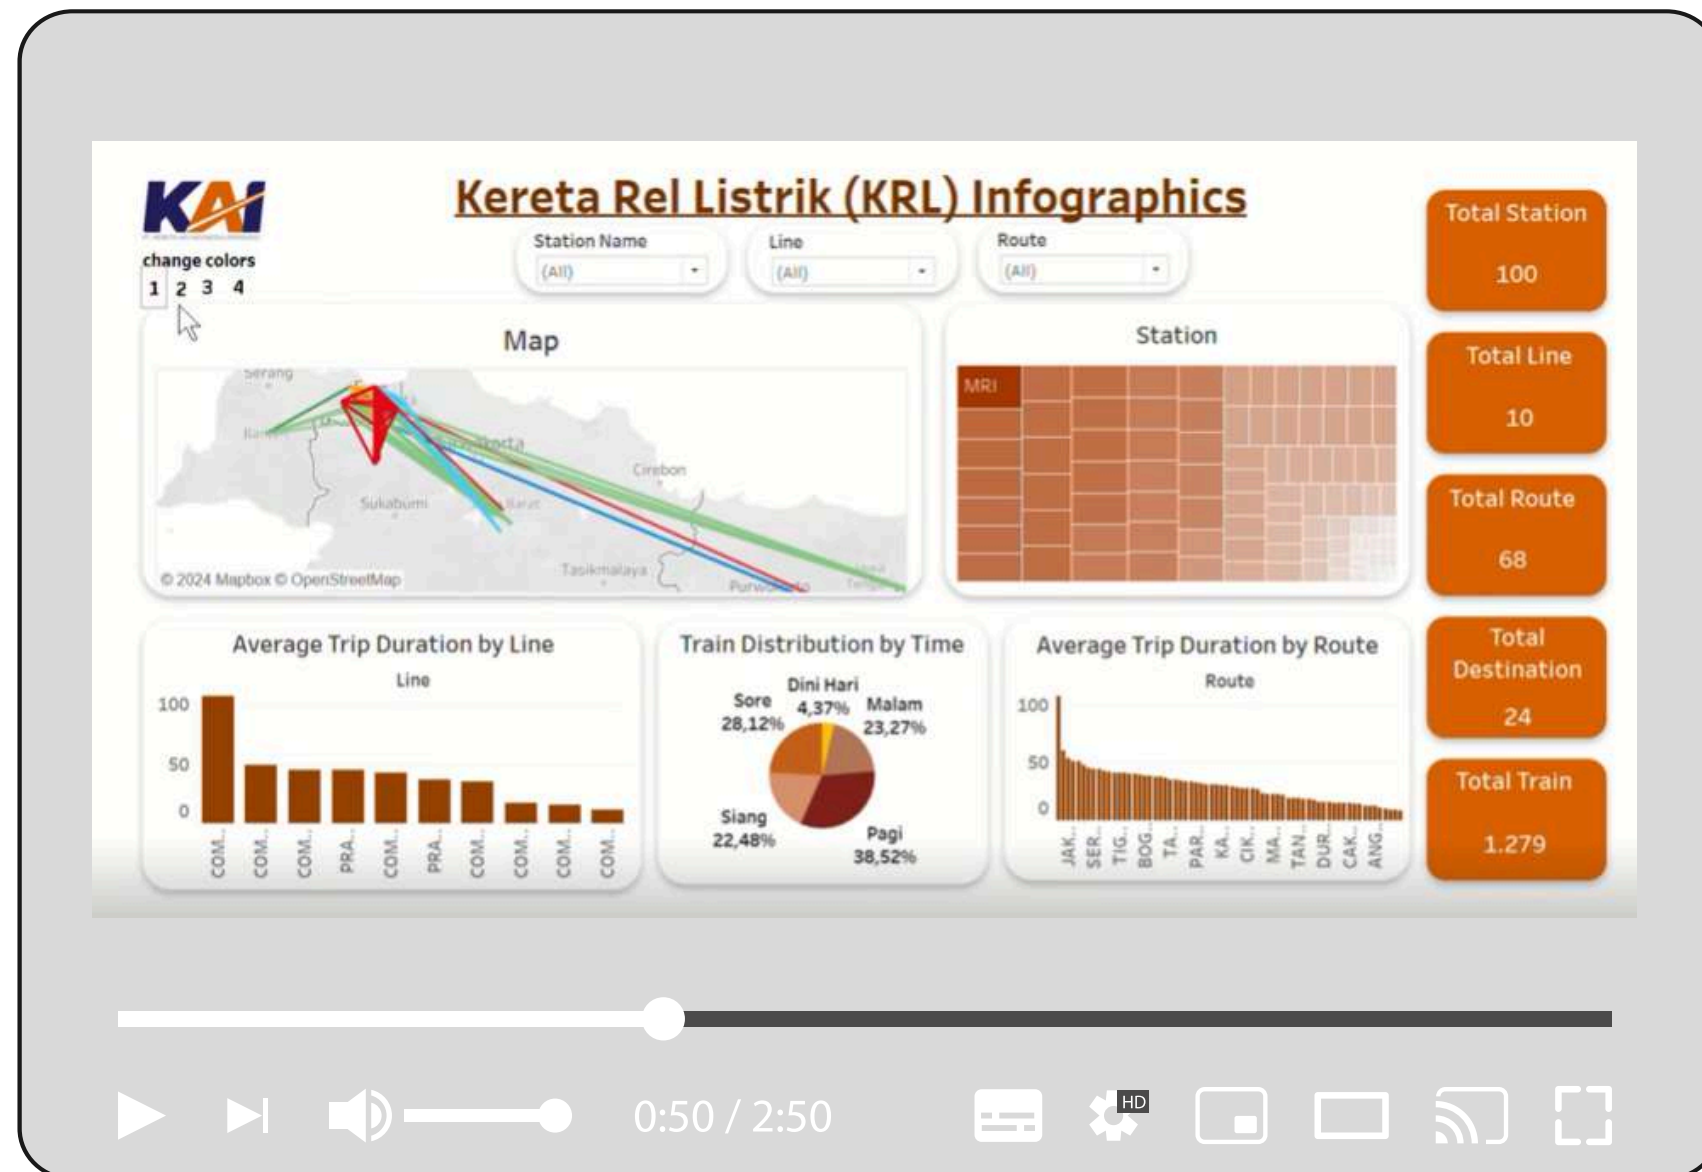 KAI
Kereta Rel Listrik (KRL) Infographics
change colors
1 2 3 4
Station Name
(All)
Line
(All)
Route
(All)
Total Station
100
Total Line
10
Total Route
68
Total
Destination
24
Total Train
1.279
Map
Serang
Cirebon
Sukabumi
Barat
Tasikmalaya
© 2024 Mapbox © OpenStreetMap
Station
MRI
Average Trip Duration by Line
Line
100
50
0
COM..
COM..
COM..
PRA..
COM..
PRA..
COM..
COM..
COM..
COM..
Train Distribution by Time
Dini Hari
4,37%
Malam
23,27%
Sore
28,12%
Siang
22,48%
Pagi
38,52%
Average Trip Duration by Route
Route
100
50
0
JAK..
SER..
TIG..
BOG..
TA..
PAR..
KA..
CIK..
MA..
TAN..
DUR..
CAK..
ANG..
0:50 / 2:50
HD